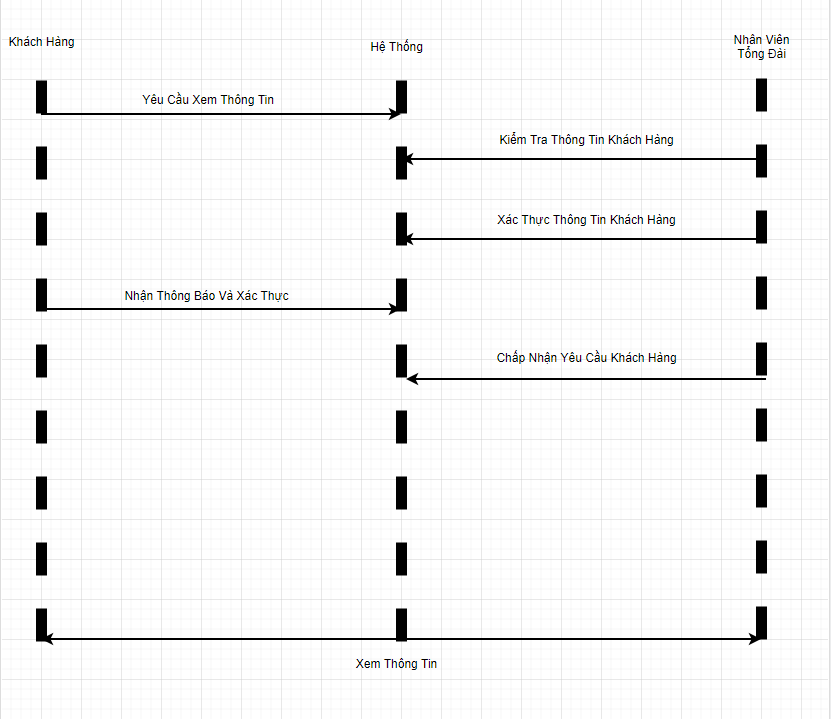 Khách Hàng
Hệ Thống
Nhân Viên
Tổng Đài
Yêu Cầu Xem Thông Tin
Kiểm Tra Thông Tin Khách Hàng
Xác Thực Thông Tin Khách Hàng
Nhận Thông Báo Và Xác Thực
Chấp Nhận Yêu Cầu Khách Hàng
Xem Thông Tin